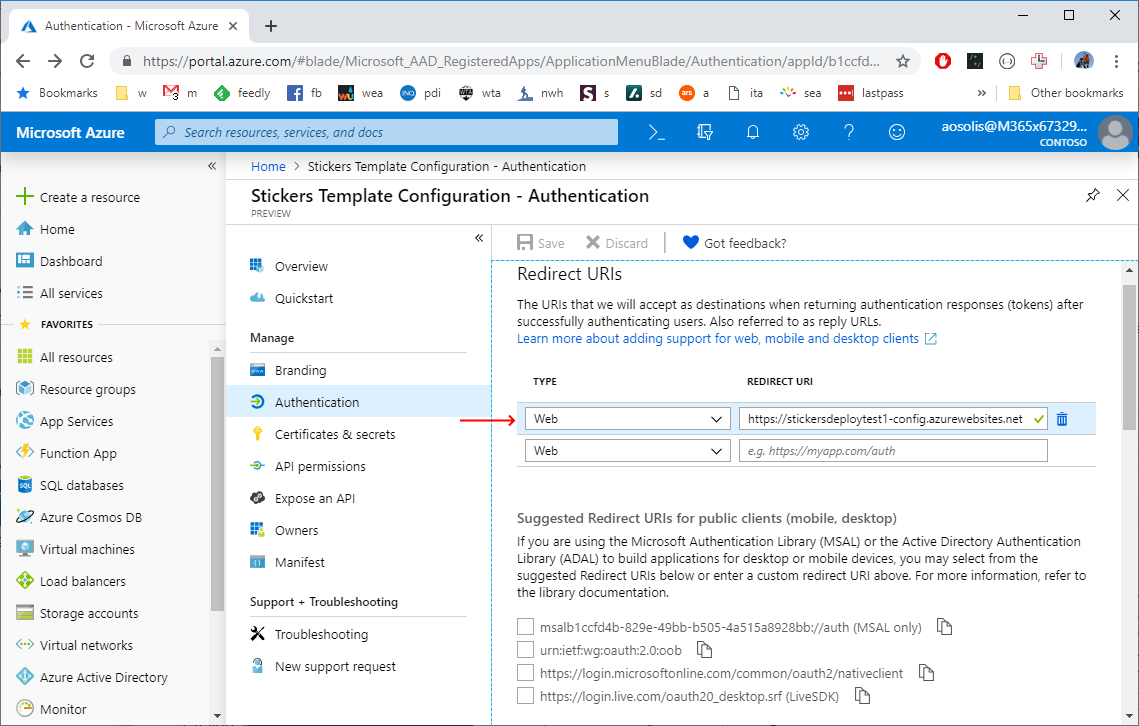 Authentication - Microsoft Azure
https://portal.azure.com/#blade/Microsoft_AAD_RegisteredApps/ApplicationMenuBlade/Authentication/appId/b1ccfd...
Bookmarks w m feedly fb wea pdi wta nwh s sd a ita sea lastpass » Other bookmarks
Microsoft Azure
Search resources, services, and docs
aosolis@M365x67329...
CONTOSO
Create a resource
Home
Dashboard
All services
FAVORITES
All resources
Resource groups
App Services
Function App
SQL databases
Azure Cosmos DB
Virtual machines
Load balancers
Storage accounts
Virtual networks
Azure Active Directory
Monitor
Home > Stickers Template Configuration - Authentication
Stickers Template Configuration - Authentication
PREVIEW
Overview
Quickstart
Manage
Branding
Authentication
Certificates & secrets
API permissions
Expose an API
Owners
Manifest
Support + Troubleshooting
Troubleshooting
New support request
Save Discard Got feedback?
Redirect URIs
The URIs that we will accept as destinations when returning authentication responses (tokens) after
successfully authenticating users. Also referred to as reply URLs.
Learn more about adding support for web, mobile and desktop clients
TYPE REDIRECT URI
Web https://stickersdeploytest1-config.azurewebsites.net
Web e.g. https://myapp.com/auth
Suggested Redirect URIs for public clients (mobile, desktop)
If you are using the Microsoft Authentication Library (MSAL) or the Active Directory Authentication
Library (ADAL) to build applications for desktop or mobile devices, you may select from the
suggested Redirect URIs below or enter a custom redirect URI above. For more information, refer to
the library documentation.
msalb1ccfd4b-829e-49bb-b505-4a515a8928bb://auth (MSAL only)
urn:ietf:wg:oauth:2.0:oob
https://login.microsoftonline.com/common/oauth2/nativeclient
https://login.live.com/oauth20_desktop.srf (LiveSDK)